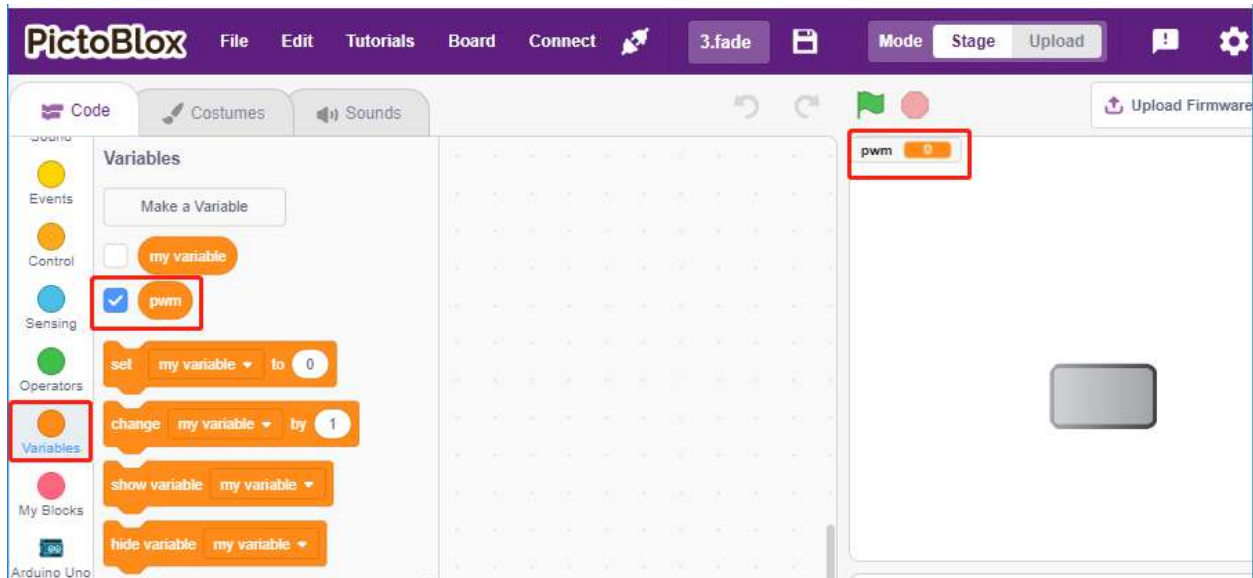 PictoBlox File Edit Tutorials Board Connect 3.fade Mode Stage Upload
Code Costumes Sounds Upload Firmware
Sound
Events
Control
Sensing
Operators
Variables
My Blocks
Arduino Uno
Variables
Make a Variable
my variable
pwm
set my variable to 0
change my variable by 1
show variable my variable
hide variable my variable
pwm 0